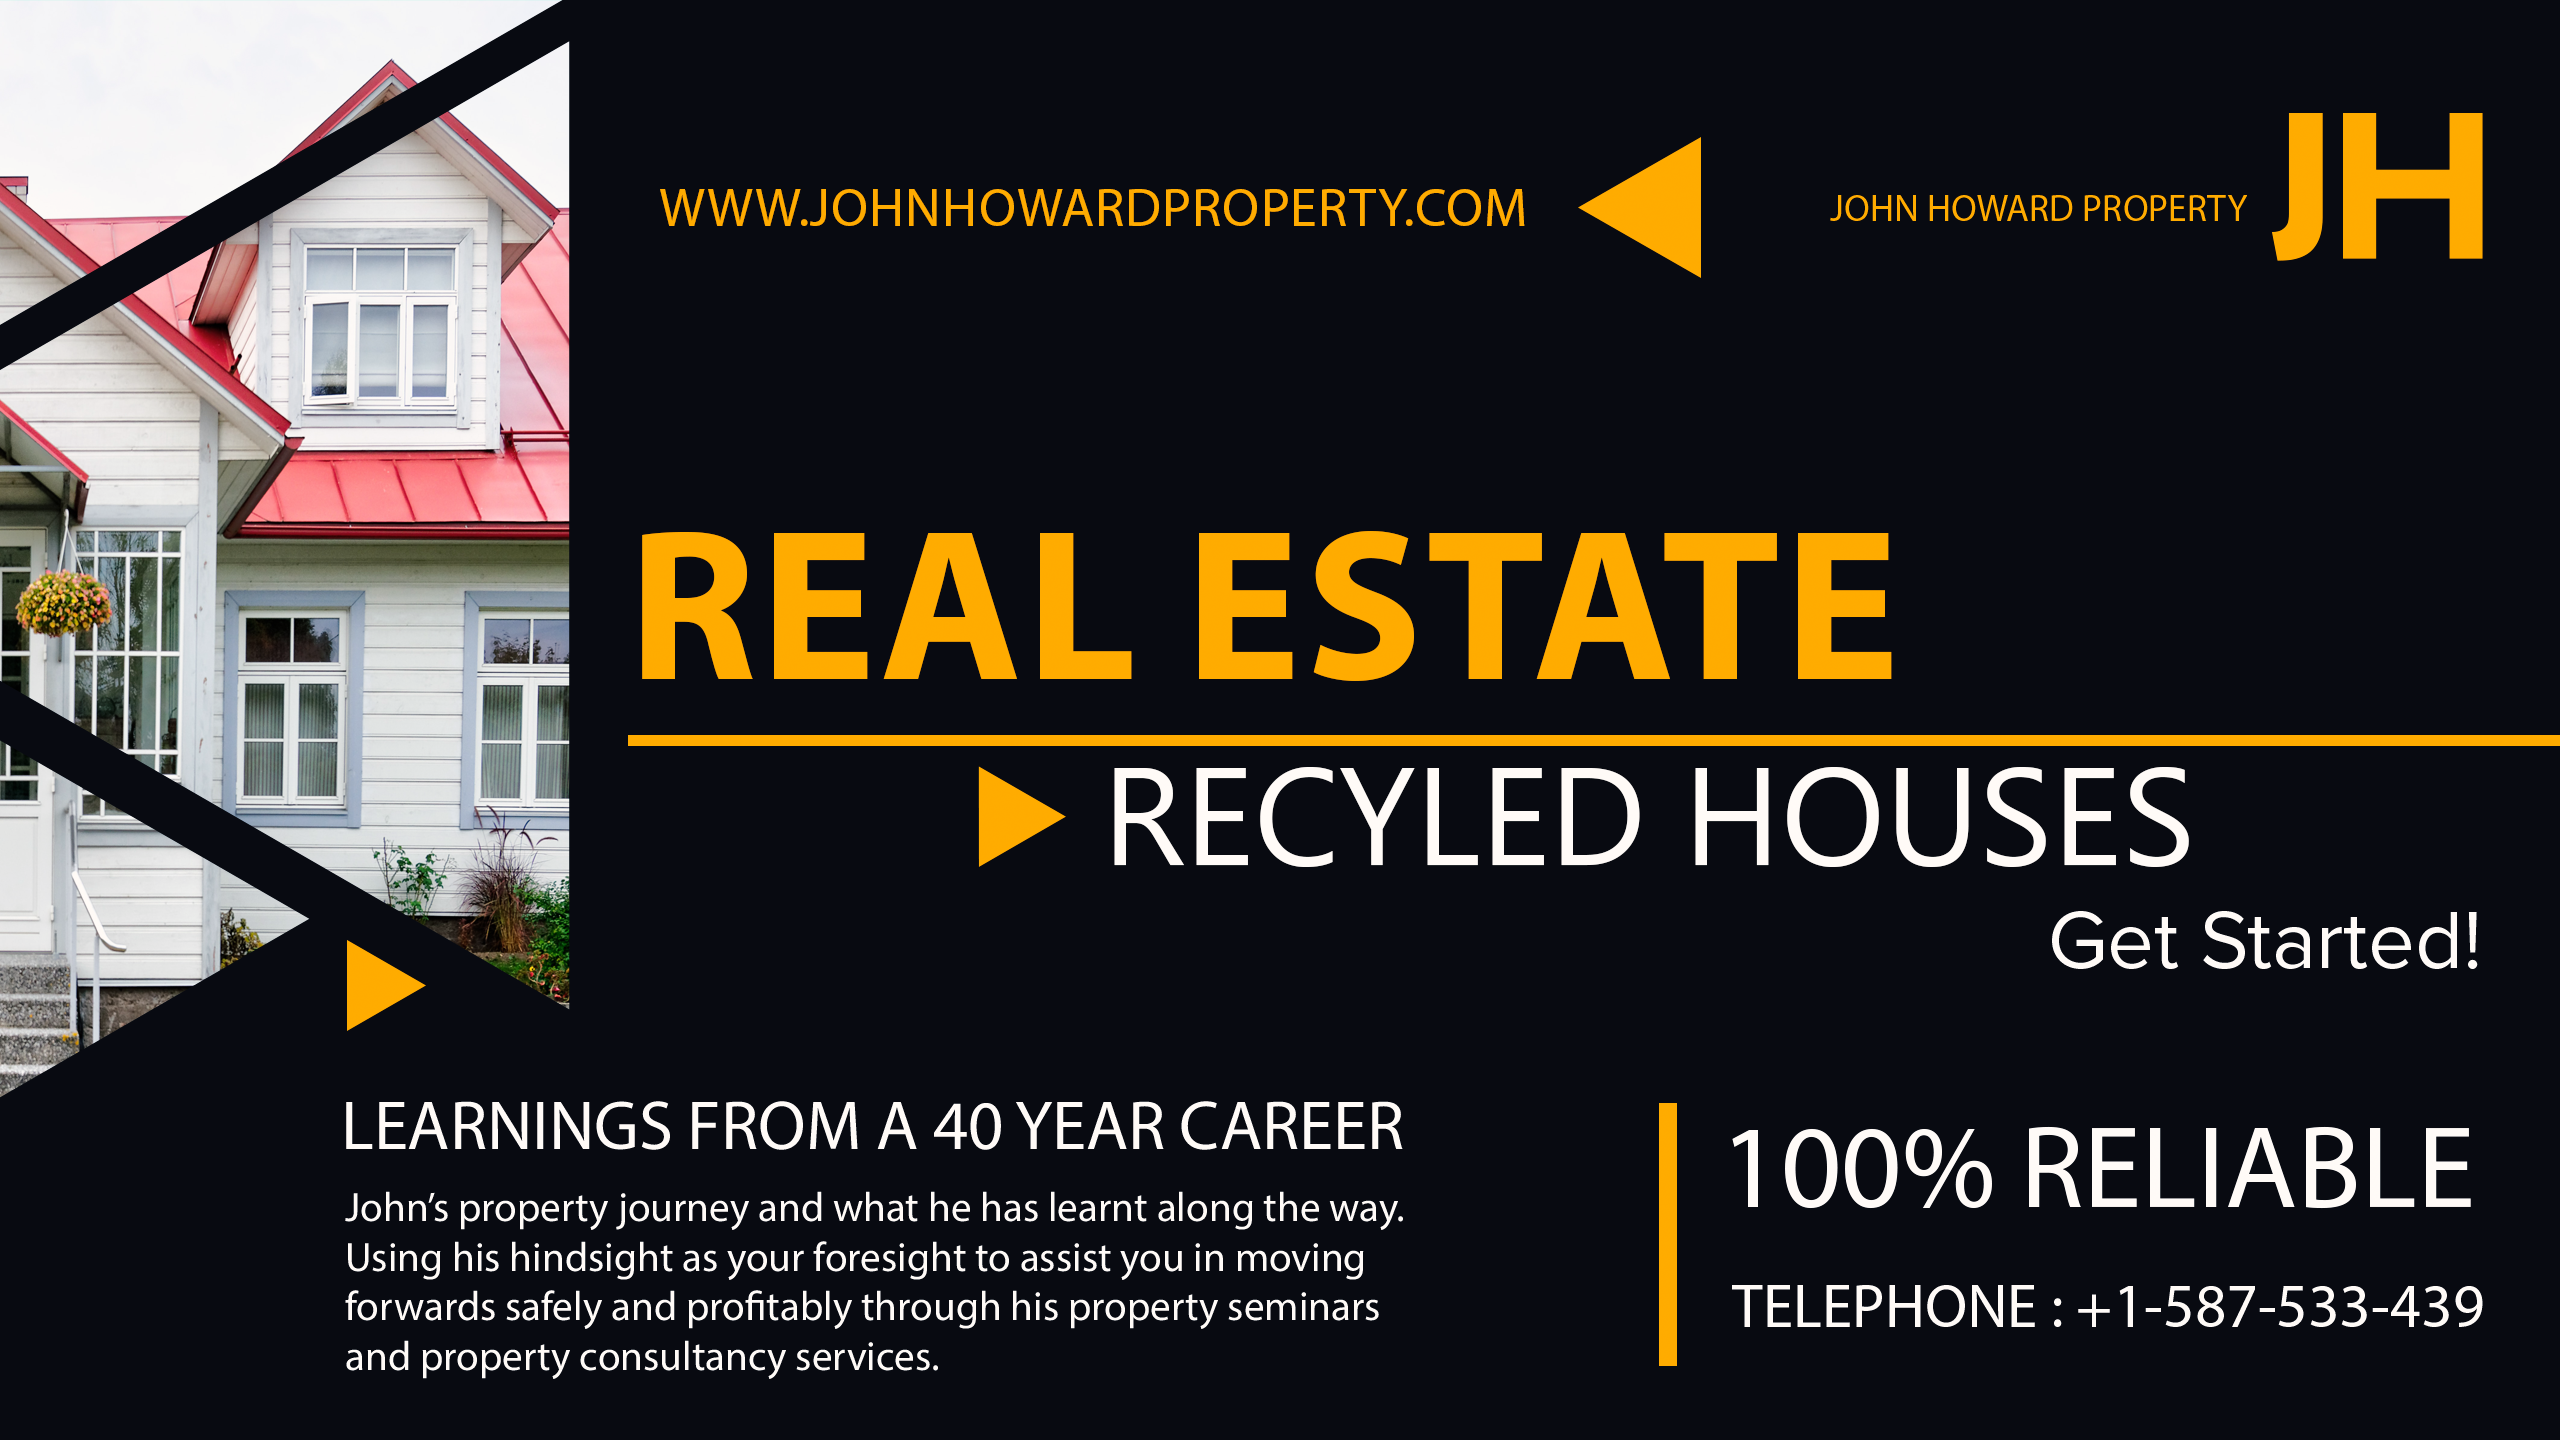 WWW.JOHNHOWARDPROPERTY.COM
JOHN HOWARD PROPERTY
JH
REAL ESTATE
RECYLED HOUSES
Get Started!
LEARNINGS FROM A 40 YEAR CAREER
John’s property journey and what he has learnt along the way.
Using his hindsight as your foresight to assist you in moving
forwards safely and profitably through his property seminars
and property consultancy services.
100% RELIABLE
TELEPHONE : +1-587-533-439